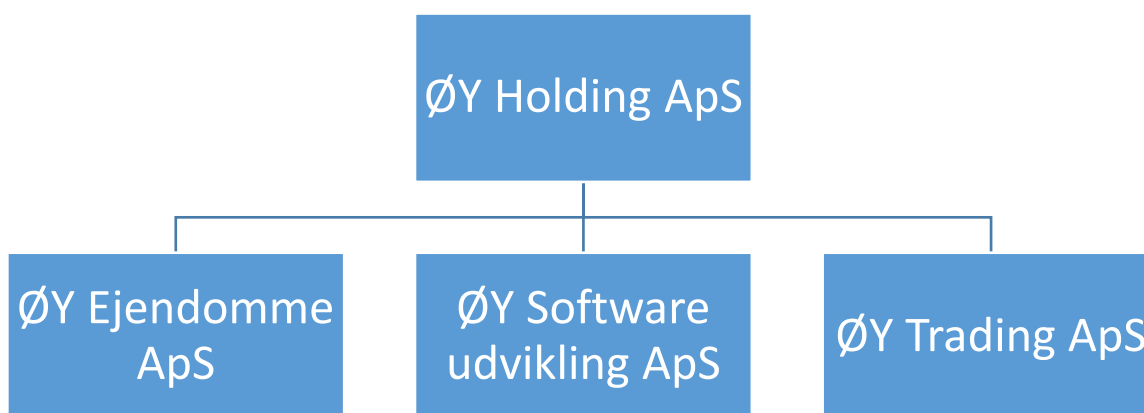 ØY Holding ApS
ØY Ejendomme
ApS
ØY Software
udvikling ApS
ØY Trading ApS